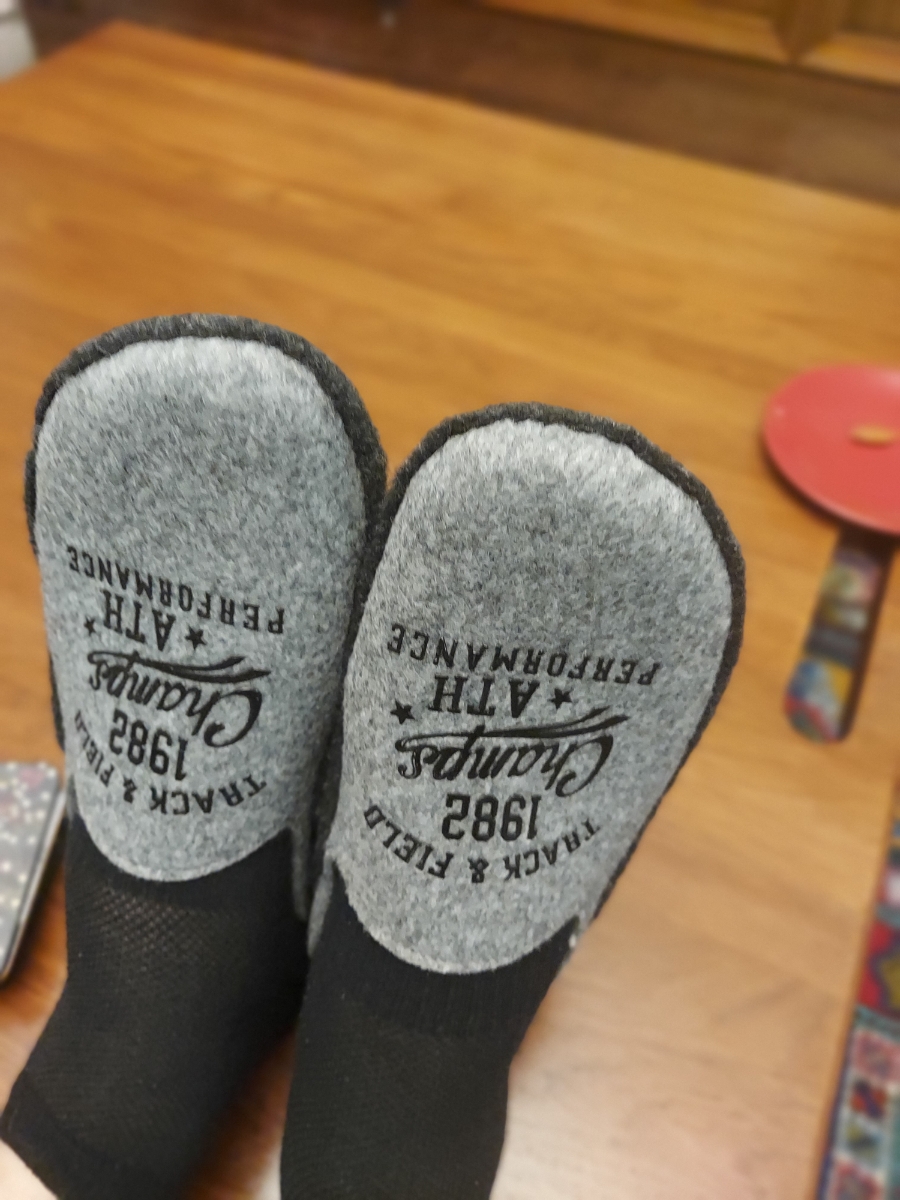 TRACK & FIELD
1982
Champs
ATH
PERFORMANCE
TRACK & FIELD
1982
Champs
ATH
PERFORMANCE